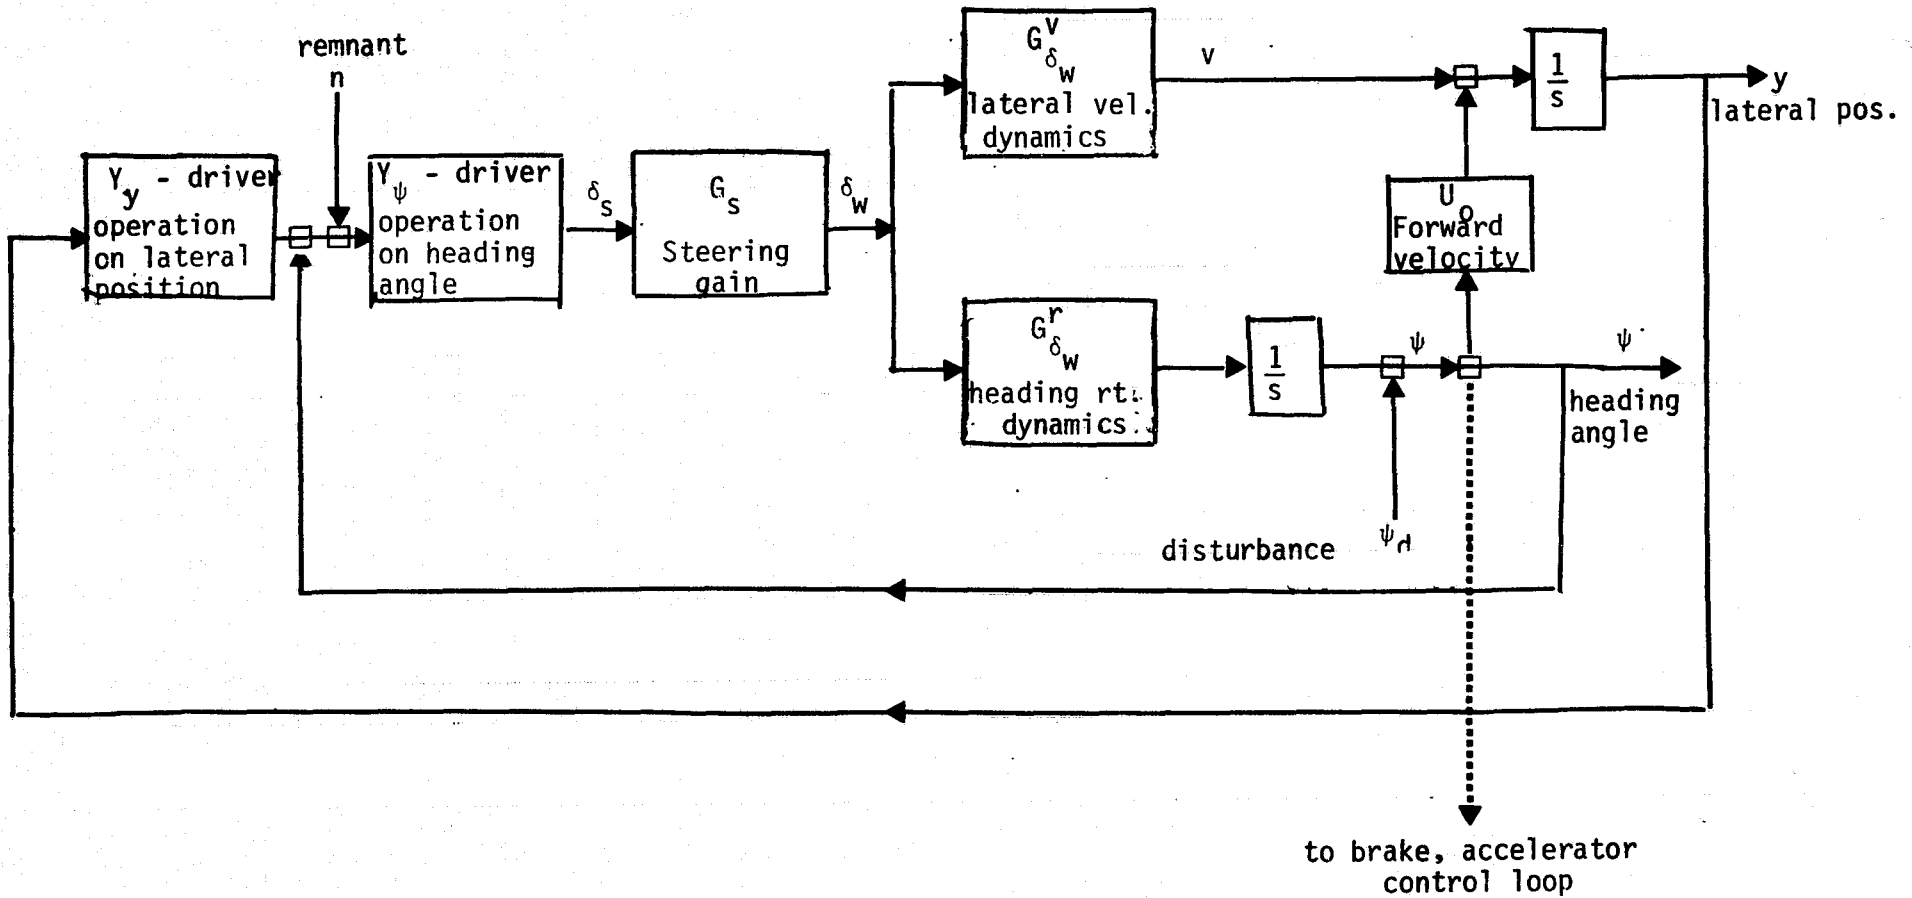 remnant
n
Yy - driver
operation
on lateral
position
Yψ - driver
operation
on heading
angle
δs
Gs
Steering
gain
δw
G^v_δw
lateral vel.
dynamics
v
1/s
y
lateral pos.
Uo
Forward
velocity
G^r_δw
heading rt.
dynamics
1/s
ψ
ψ
heading
angle
ψd
disturbance
to brake, accelerator
control loop